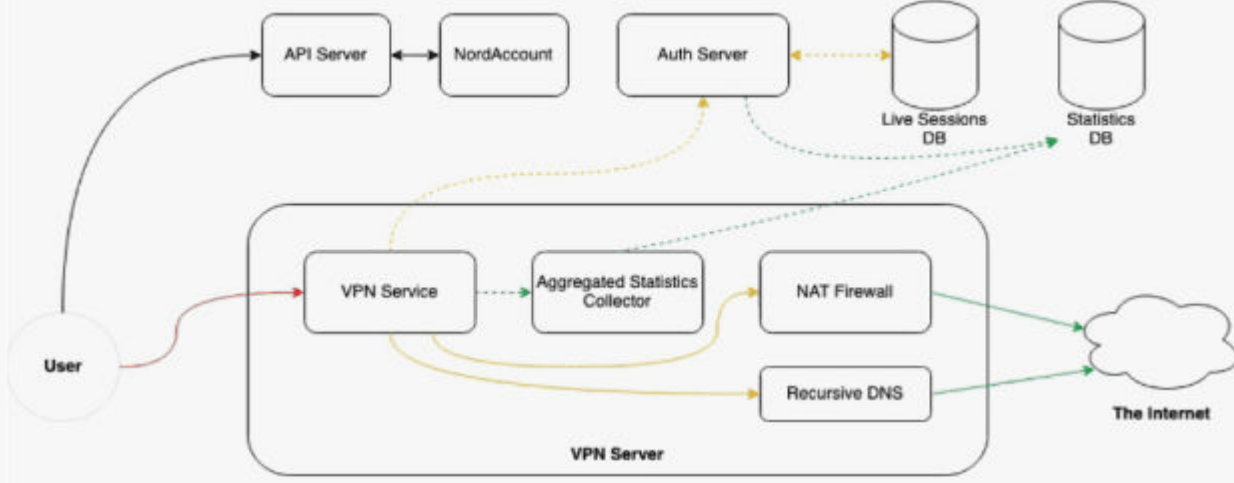 API Server
NordAccount
Auth Server
Live Sessions
DB
Statistics
DB
VPN Service
Aggregated Statistics
Collector
NAT Firewall
User
Recursive DNS
The Internet
VPN Server